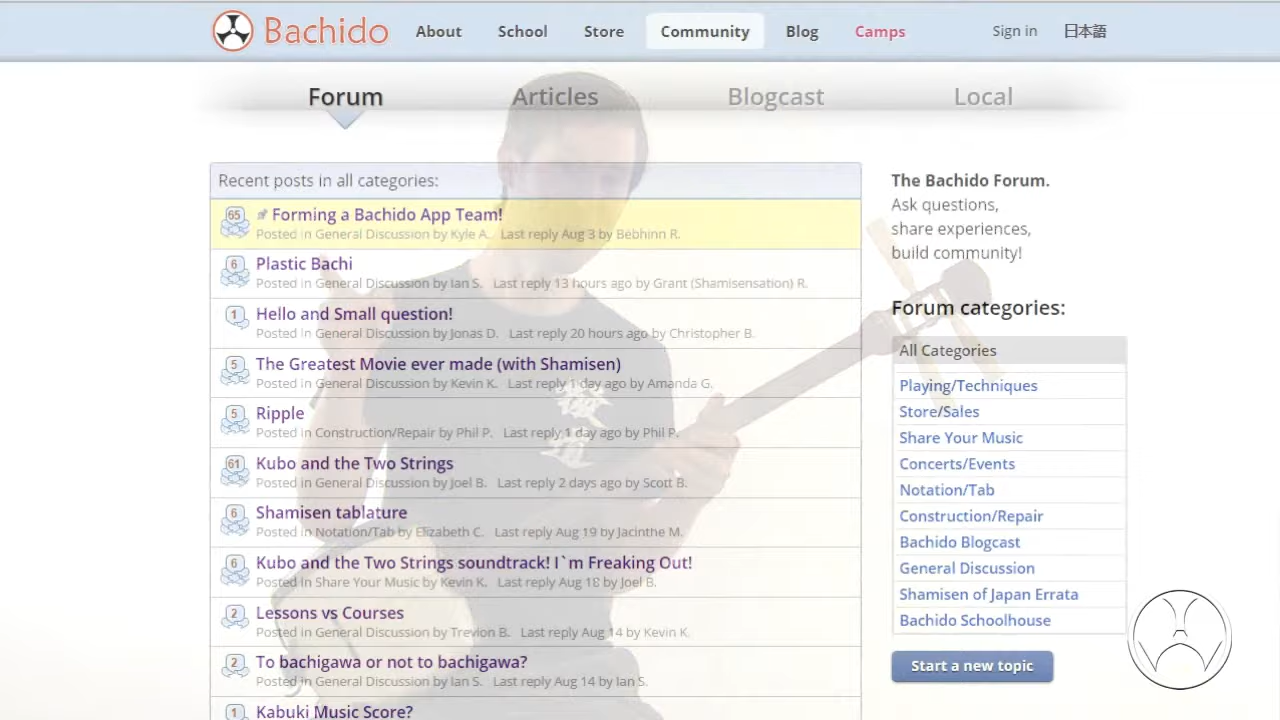 Bachido
About School Store Community Blog Camps Sign in 日本語
Forum Articles Blogcast Local
Recent posts in all categories:
65 Forming a Bachido App Team!
Posted in General Discussion by Kyle A. Last reply Aug 3 by Bebhinn R.
6 Plastic Bachi
Posted in General Discussion by Ian S. Last reply 13 hours ago by Grant (Shamisensation) R.
1 Hello and Small question!
Posted in General Discussion by Jonas D. Last reply 20 hours ago by Christopher B.
5 The Greatest Movie ever made (with Shamisen)
Posted in General Discussion by Kevin K. Last reply 1 day ago by Amanda G.
5 Ripple
Posted in Construction/Repair by Phil P. Last reply 1 day ago by Phil P.
61 Kubo and the Two Strings
Posted in General Discussion by Joel B. Last reply 2 days ago by Scott B.
6 Shamisen tablature
Posted in Notation/Tab by Elizabeth C. Last reply Aug 19 by Jacinthe M.
6 Kubo and the Two Strings soundtrack! I`m Freaking Out!
Posted in Share Your Music by Kevin K. Last reply Aug 18 by Joel B.
2 Lessons vs Courses
Posted in General Discussion by Trevion B. Last reply Aug 14 by Kevin K.
2 To bachigawa or not to bachigawa?
Posted in General Discussion by Ian S. Last reply Aug 14 by Ian S.
1 Kabuki Music Score?
The Bachido Forum.
Ask questions,
share experiences,
build community!
Forum categories:
All Categories
Playing/Techniques
Store/Sales
Share Your Music
Concerts/Events
Notation/Tab
Construction/Repair
Bachido Blogcast
General Discussion
Shamisen of Japan Errata
Bachido Schoolhouse
Start a new topic